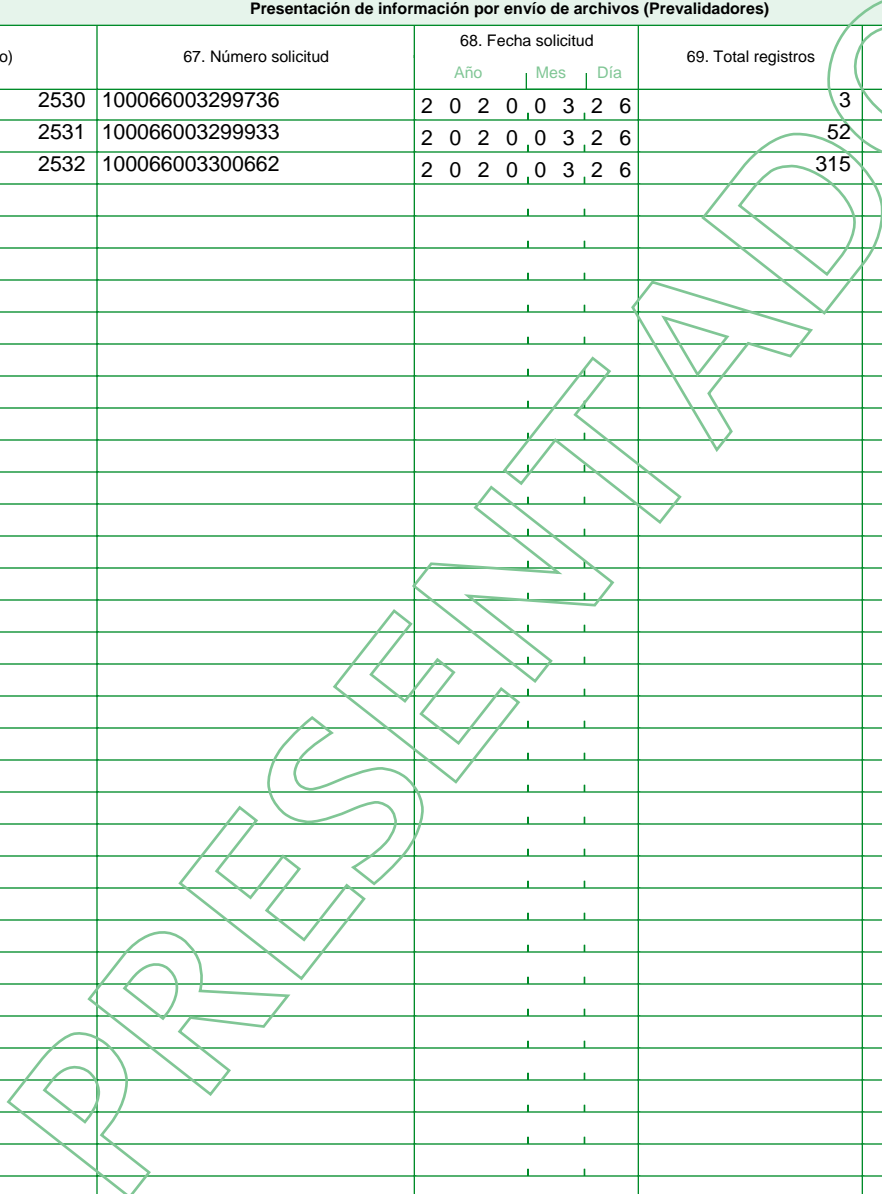 Presentación de información por envío de archivos (Prevalidadores)
o) 67. Número solicitud 68. Fecha solicitud 69. Total registros
Año Mes Día
2530 100066003299736 2 0 2 0 0 3 2 6 3
2531 100066003299933 2 0 2 0 0 3 2 6 52
2532 100066003300662 2 0 2 0 0 3 2 6 315
PRESENTADO